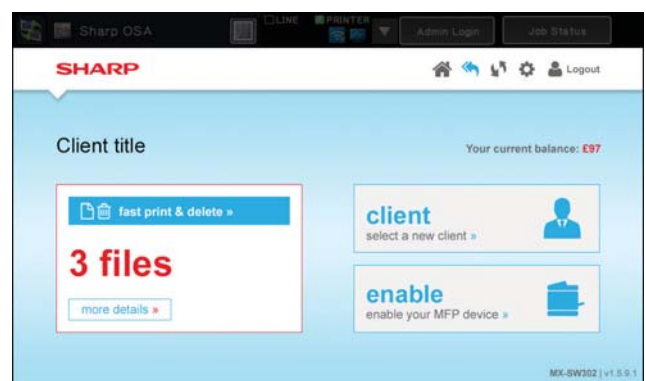 Sharp OSA
LINE
PRINTER
Admin Login
Job Status
SHARP
Logout
Client title
Your current balance: £97
fast print & delete »
3 files
more details »
client
select a new client »
enable
enable your MFP device »
MX-SW302 | v1.5.0.1